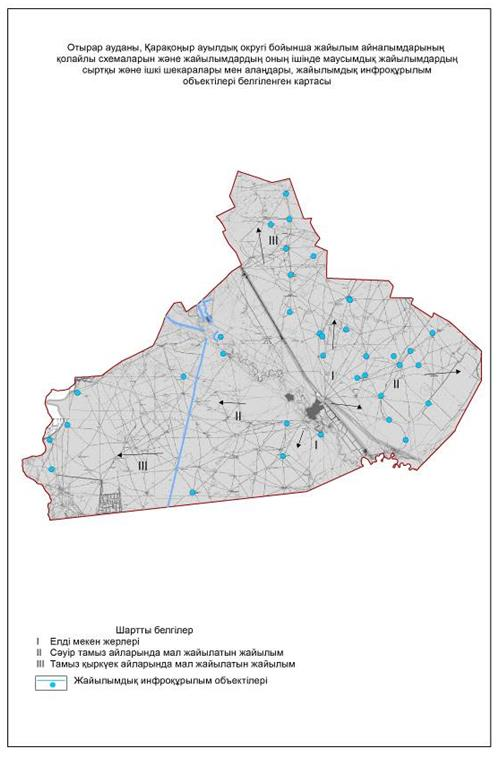 Отырар ауданы, Қарақоңыр ауылдық округі бойынша жайылым айналымдарының
қолайлы схемаларын және жайылымдардың оның ішінде маусымдық жайылымдардың
сыртқы және ішкі шекаралары мен алаңдары, жайылымдық инфроқұрылым
объектілері белгіленген картасы
III
I
II
II
I
III
Шартты белгілер
I Елді мекен жерлері
II Сәуір тамыз айларында мал жайылатын жайылым
III Тамыз қыркүек айларында мал жайылатын жайылым
Жайылымдық инфроқұрылым объектілері